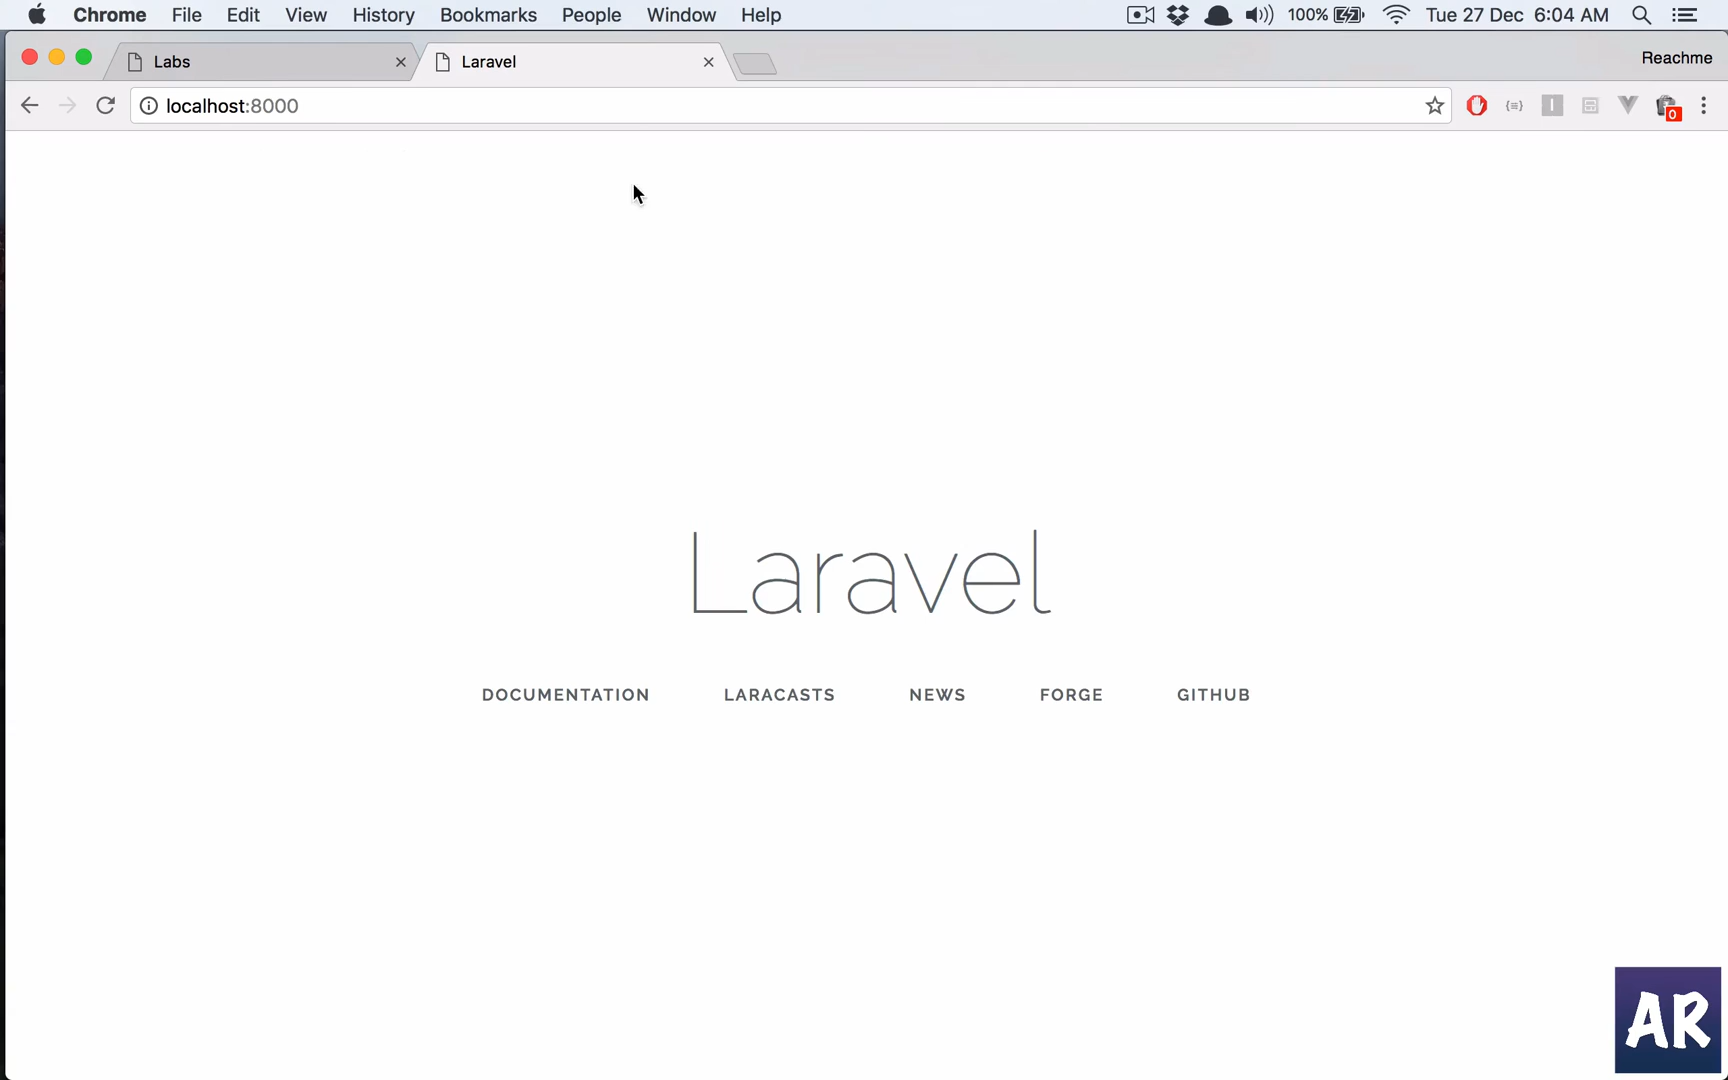 Chrome File Edit View History Bookmarks People Window Help 100% Tue 27 Dec 6:04 AM
Labs Laravel Reachme
localhost:8000 0
Laravel
DOCUMENTATION LARACASTS NEWS FORGE GITHUB
AR